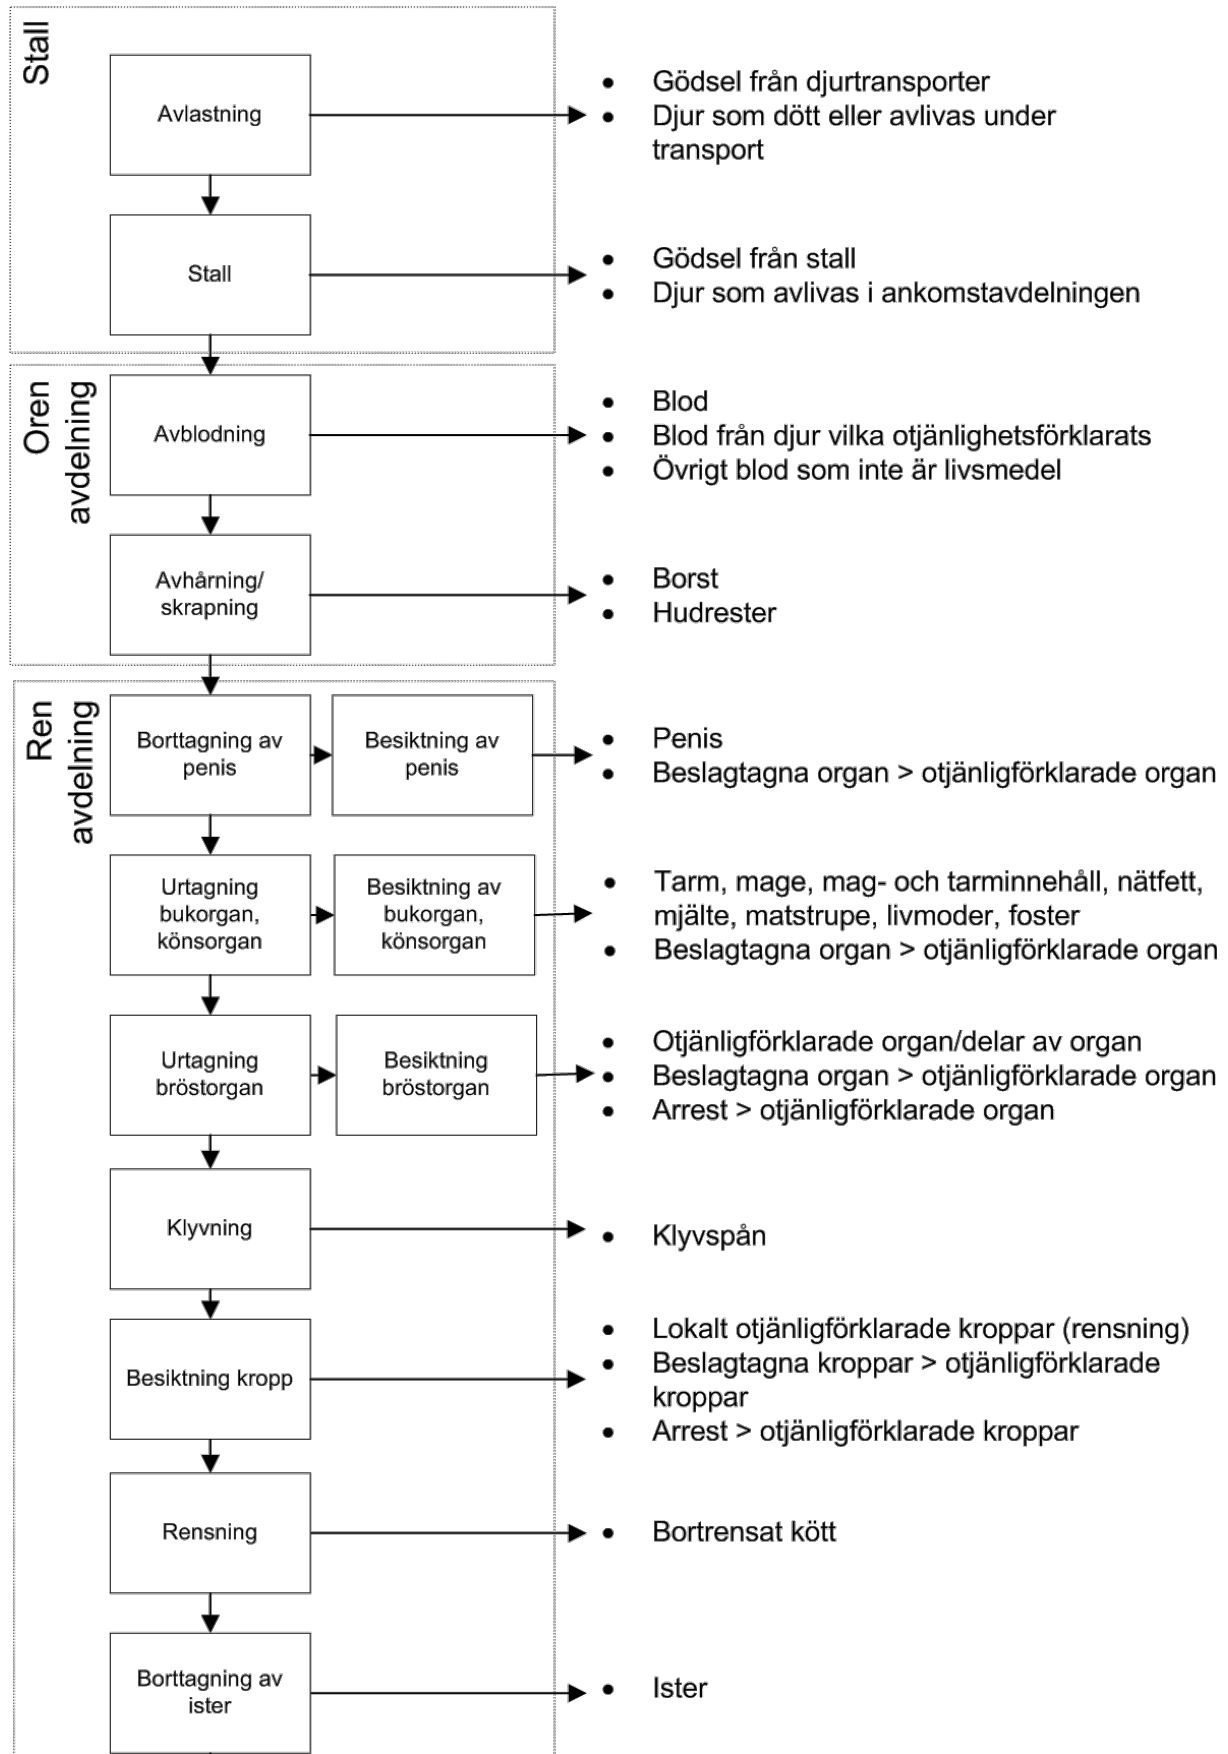 Stall
Avlastning
• Gödsel från djurtransporter
• Djur som dött eller avlivas under
transport
Stall
• Gödsel från stall
• Djur som avlivas i ankomstavdelningen
Oren
avdelning
Avblodning
• Blod
• Blod från djur vilka otjänlighetsförklarats
• Övrigt blod som inte är livsmedel
Avhårning/
skrapning
• Borst
• Hudrester
Ren
avdelning
Borttagning av
penis
Besiktning av
penis
• Penis
• Beslagtagna organ > otjänligförklarade organ
Urtagning
bukorgan,
könsorgan
Besiktning av
bukorgan,
könsorgan
• Tarm, mage, mag- och tarminnehåll, nätfett,
mjälte, matstrupe, livmoder, foster
• Beslagtagna organ > otjänligförklarade organ
Urtagning
bröstorgan
Besiktning
bröstorgan
• Otjänligförklarade organ/delar av organ
• Beslagtagna organ > otjänligförklarade organ
• Arrest > otjänligförklarade organ
Klyvning
• Klyvspån
Besiktning kropp
• Lokalt otjänligförklarade kroppar (rensning)
• Beslagtagna kroppar > otjänligförklarade
kroppar
• Arrest > otjänligförklarade kroppar
Rensning
• Bortrensat kött
Borttagning av
ister
• Ister